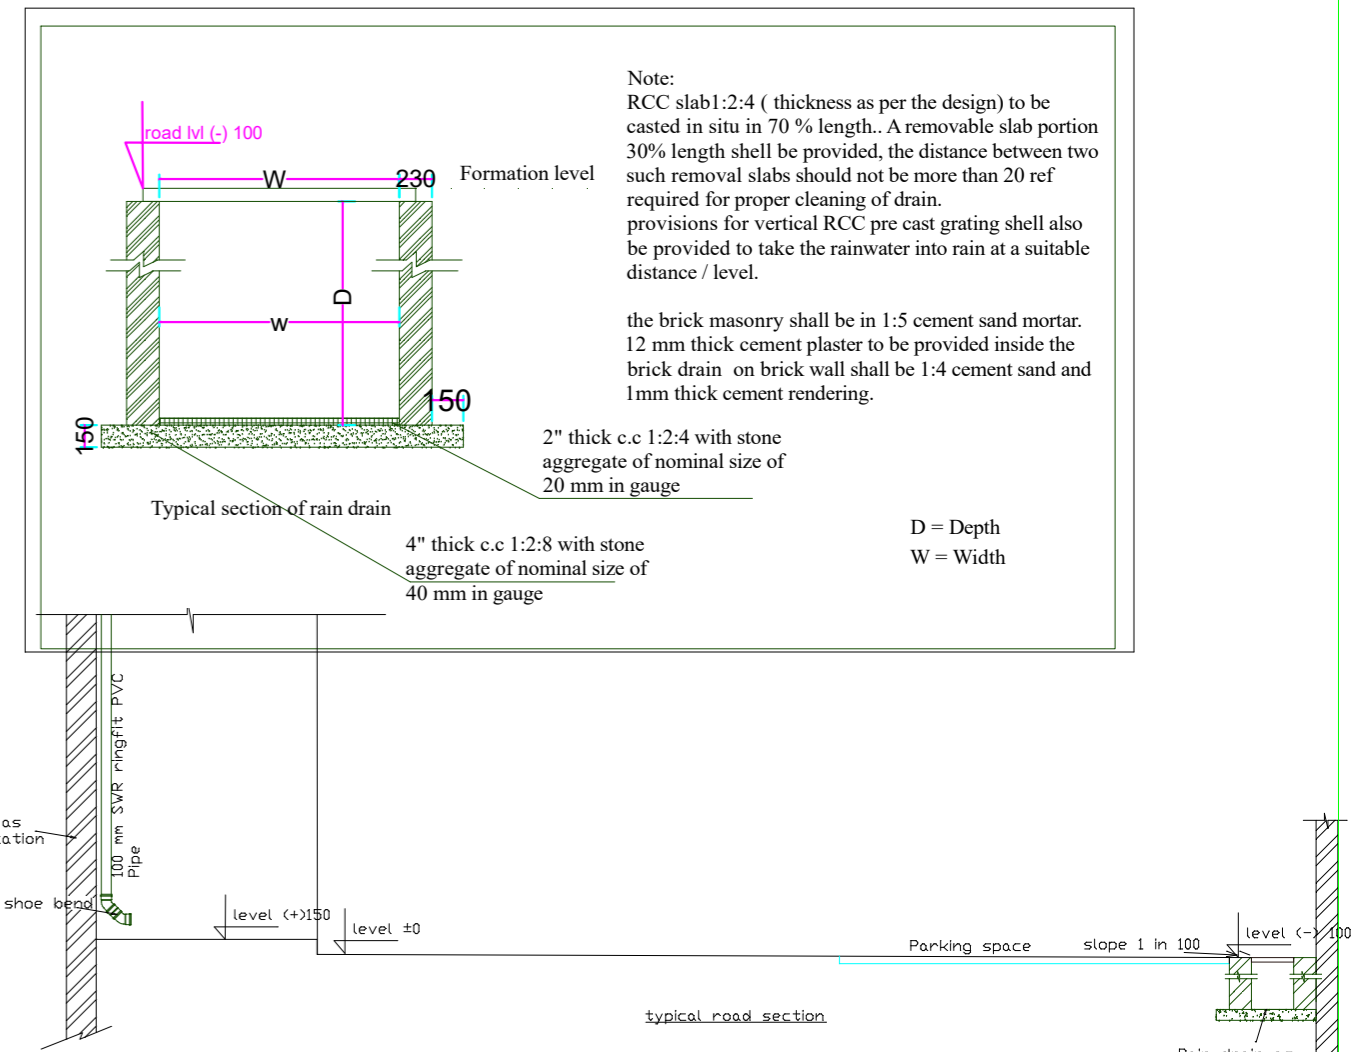 Note:
RCC slab1:2:4 ( thickness as per the design) to be
casted in situ in 70 % length.. A removable slab portion
30% length shell be provided, the distance between two
such removal slabs should not be more than 20 ref
required for proper cleaning of drain.
provisions for vertical RCC pre cast grating shell also
be provided to take the rainwater into rain at a suitable
distance / level.
the brick masonry shall be in 1:5 cement sand mortar.
12 mm thick cement plaster to be provided inside the
brick drain on brick wall shall be 1:4 cement sand and
1mm thick cement rendering.
road lvl (-) 100
W
230
Formation level
D
w
150
150
2" thick c.c 1:2:4 with stone
aggregate of nominal size of
20 mm in gauge
Typical section of rain drain
4" thick c.c 1:2:8 with stone
aggregate of nominal size of
40 mm in gauge
D = Depth
W = Width
100 mm SWR ringfit PVC
Pipe
as
shoe bend
level (+)150
level ±0
Parking space
slope 1 in 100
level (-) 100
typical road section